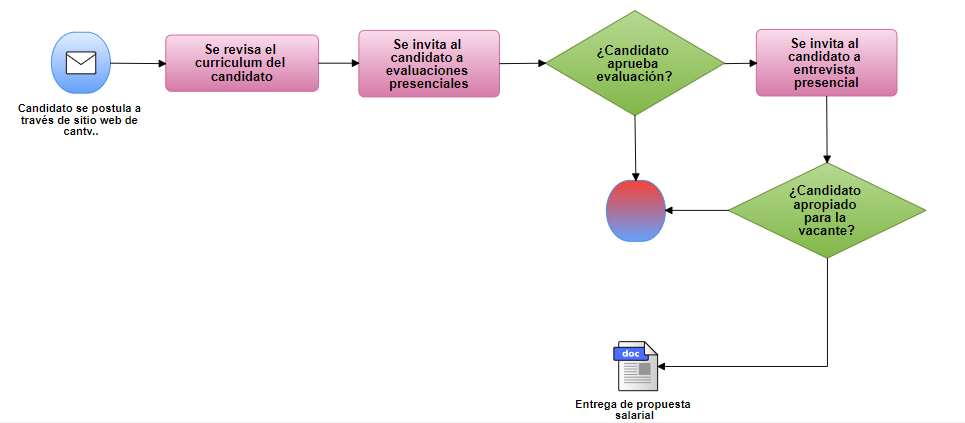 Candidato se postula a
través de sitio web de
cantv..
Se revisa el
curriculum del
candidato
Se invita al
candidato a
evaluaciones
presenciales
¿Candidato
aprueba
evaluación?
Se invita al
candidato a
entrevista
presencial
¿Candidato
apropiado
para la
vacante?
doc
Entrega de propuesta
salarial